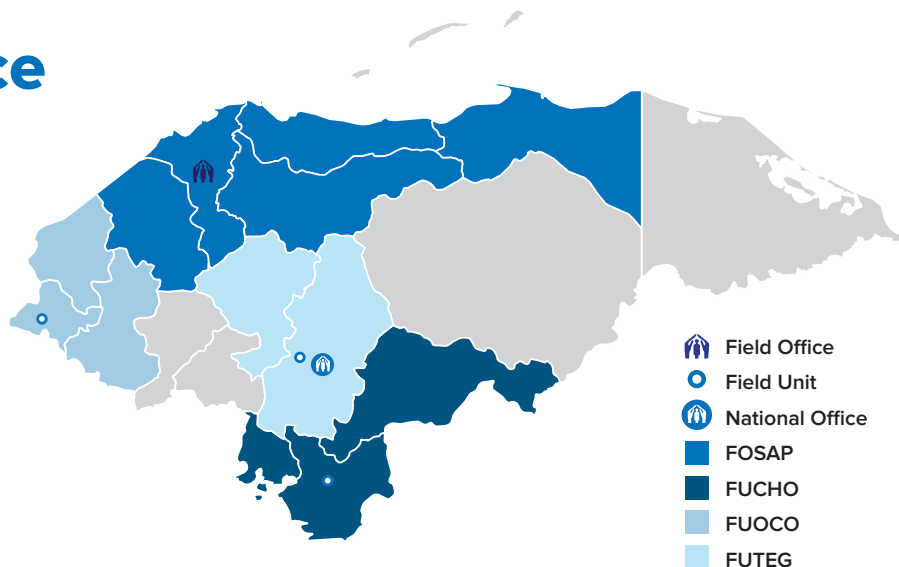 ce
Field Office
Field Unit
National Office
FOSAP
FUCHO
FUOCO
FUTEG